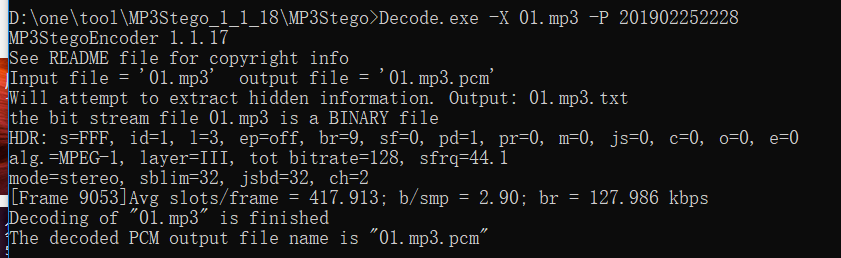 D:\one\tool\MP3Stego_1_1_18\MP3Stego>Decode.exe -X 01.mp3 -P 201902252228
MP3StegoEncoder 1.1.17
See README file for copyright info
Input file = '01.mp3'  output file = '01.mp3.pcm'
Will attempt to extract hidden information. Output: 01.mp3.txt
the bit stream file 01.mp3 is a BINARY file
HDR: s=FFF, id=1, l=3, ep=off, br=9, sf=0, pd=1, pr=0, m=0, js=0, c=0, o=0, e=0
alg.=MPEG-1, layer=III, tot bitrate=128, sfrq=44.1
mode=stereo, sblim=32, jsbd=32, ch=2
[Frame 9053]Avg slots/frame = 417.913; b/smp = 2.90; br = 127.986 kbps
Decoding of "01.mp3" is finished
The decoded PCM output file name is "01.mp3.pcm"